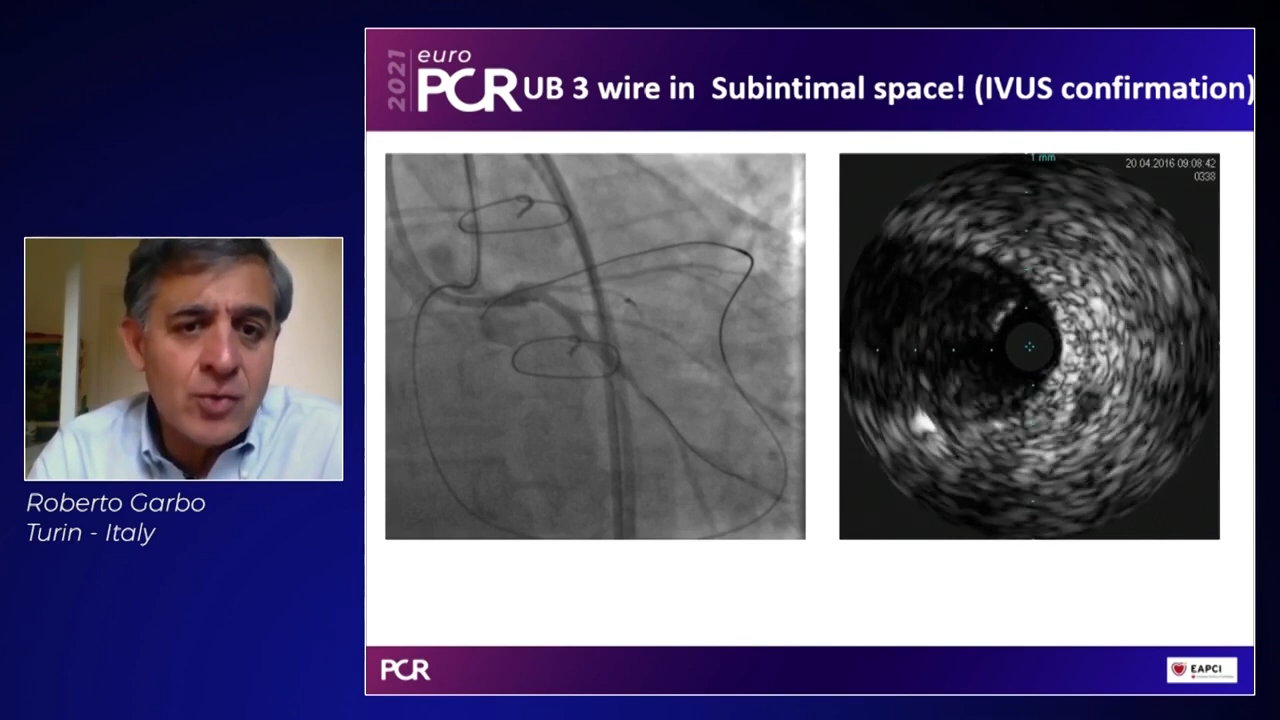 2021
euro
PCR
UB 3 wire in Subintimal space! (IVUS confirmation)
1 mm
20 04.2016 09:08:42
0338
Roberto Garbo
Turin - Italy
PCR
EAPCI